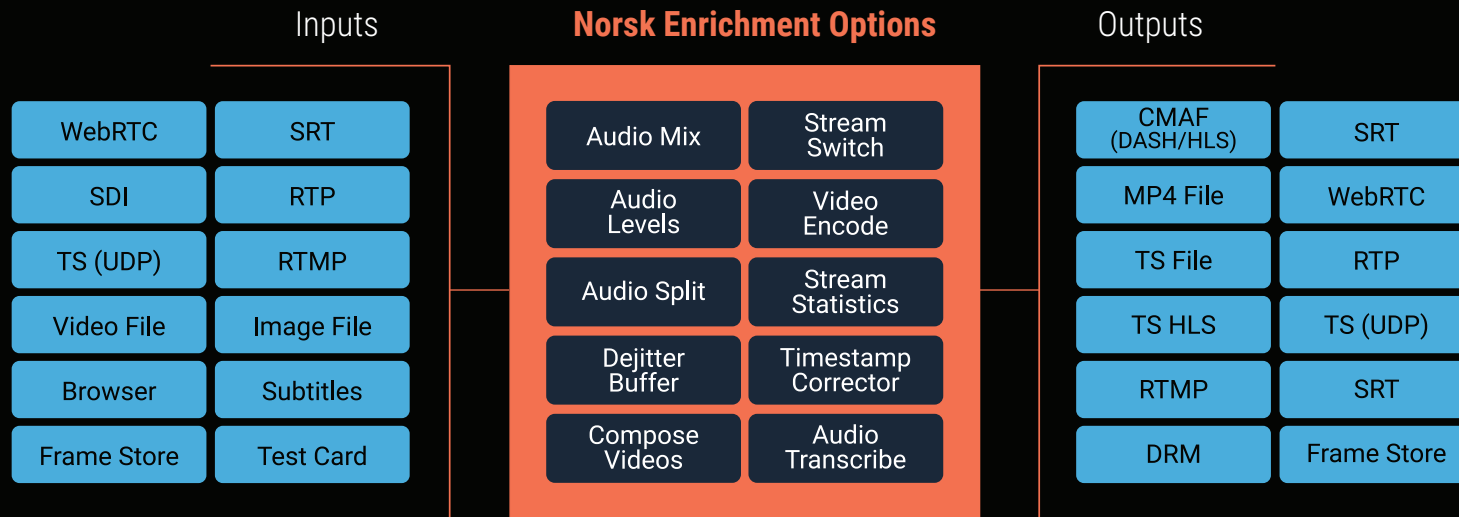 Inputs
WebRTC
SRT
SDI
RTP
TS (UDP)
RTMP
Video File
Image File
Browser
Subtitles
Frame Store
Test Card
Norsk Enrichment Options
Audio Mix
Stream
Switch
Audio
Levels
Video
Encode
Audio Split
Stream
Statistics
Dejitter
Buffer
Timestamp
Corrector
Compose
Videos
Audio
Transcribe
Outputs
CMAF
(DASH/HLS)
SRT
MP4 File
WebRTC
TS File
RTP
TS HLS
TS (UDP)
RTMP
SRT
DRM
Frame Store